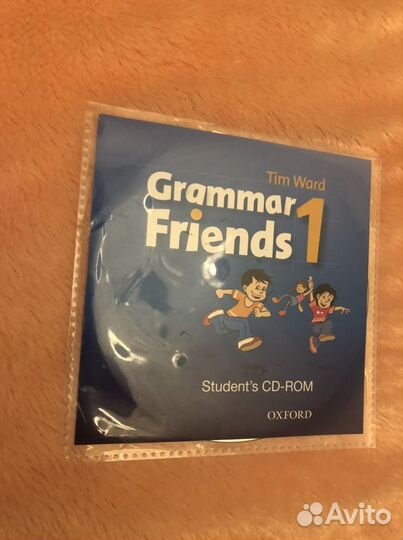 Tim Ward
Grammar
Friends 1
Student's CD-ROM
OXFORD
Avito